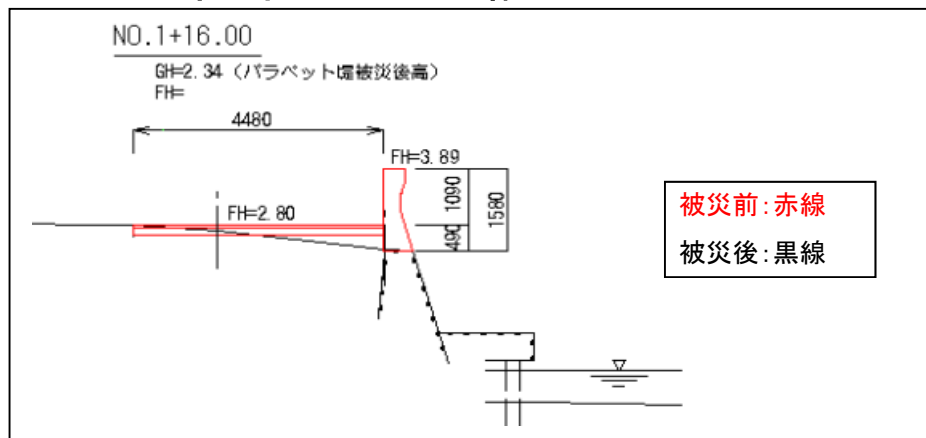 NO.1+16.00
GH=2.34 (パラペット堤被災後高)
FH=
4480
FH=3.89
1090
1580
490
FH=2.80
被災前:赤線
被災後:黒線